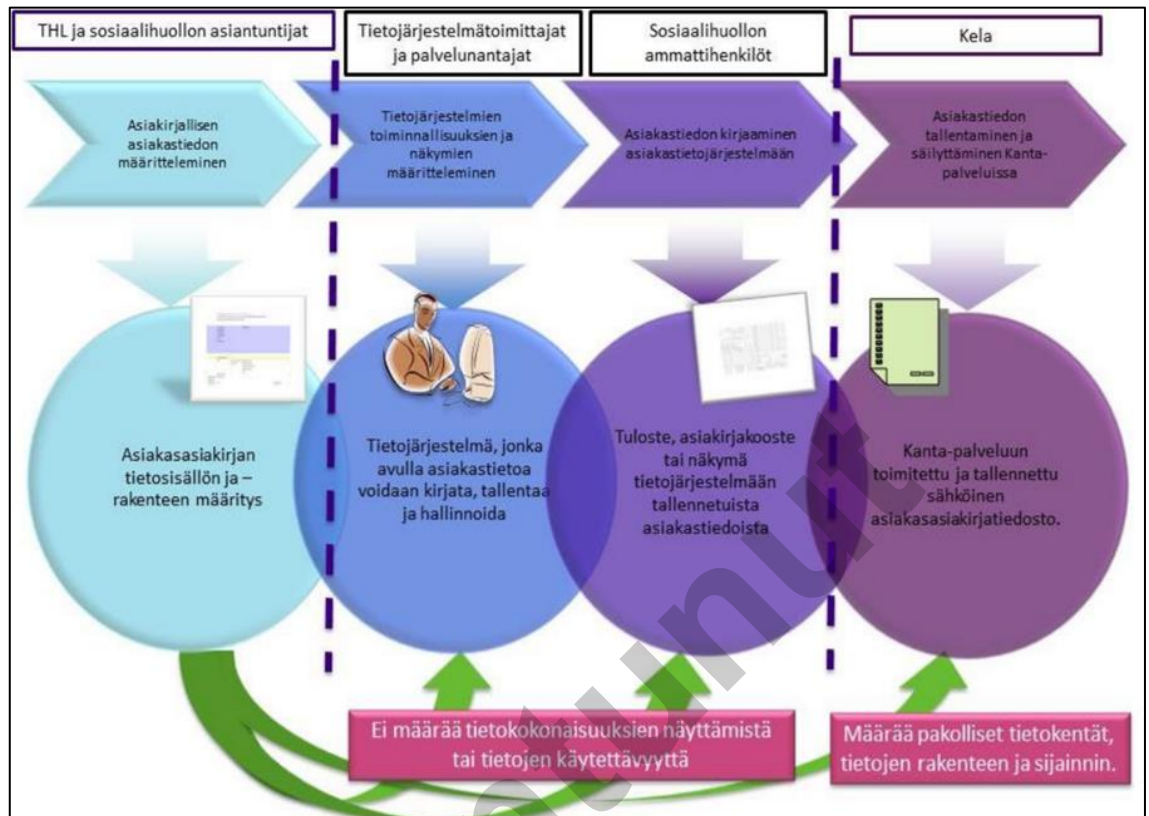 THL ja sosiaalihuollon asiantuntijat
Tietojärjestelmätoimittajat
ja palvelunantajat
Sosiaalihuollon
ammattihenkilöt
Kela
Asiakirjallisen
asiakastiedon
määritteleminen
Tietojärjestelmien
toiminnallisuuksien ja
näkymien
määritteleminen
Asiakastiedon kirjaaminen
asiakastietojärjestelmään
Asiakastiedon
tallentaminen ja
säilyttäminen Kanta-
palveluissa
Asiakasasiakirjan
tietosisällön ja –
rakenteen määritys
Tietojärjestelmä, jonka
avulla asiakastietoa
voidaan kirjata, tallentaa
ja hallinnoida
Tuloste, asiakirjakooste
tai näkymä
tietojärjestelmään
tallennetuista
asiakastiedoista
Kanta-palveluun
toimitettu ja tallennettu
sähköinen
asiakasasiakirjatiedosto.
Ei määrää tietokokonaisuuksien näyttämistä
tai tietojen käytettävyyttä
Määrää pakolliset tietokentät,
tietojen rakenteen ja sijainnin.